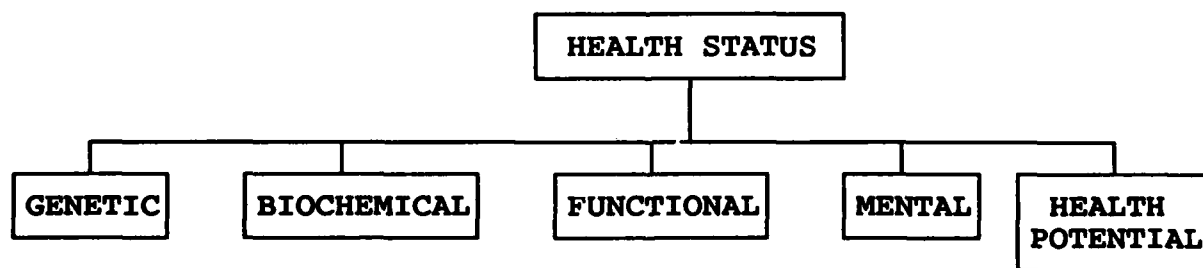 HEALTH STATUS
GENETIC
BIOCHEMICAL
FUNCTIONAL
MENTAL
HEALTH
POTENTIAL